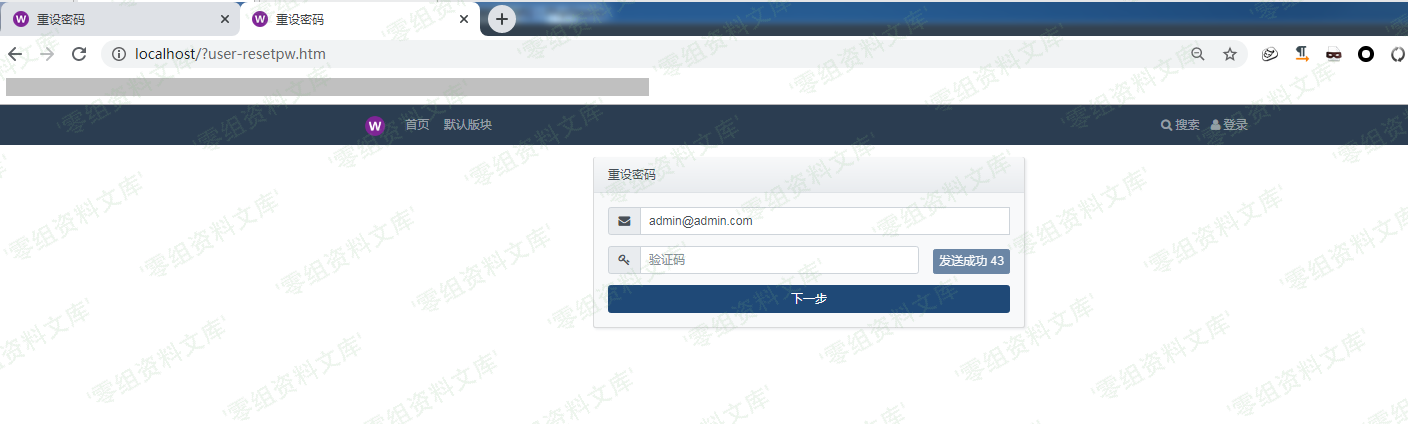 重设密码
重设密码
localhost/?user-resetpw.htm
W 首页 默认版块 搜索 登录
重设密码
admin@admin.com
验证码 发送成功 43
下一步
'零组资料文库'